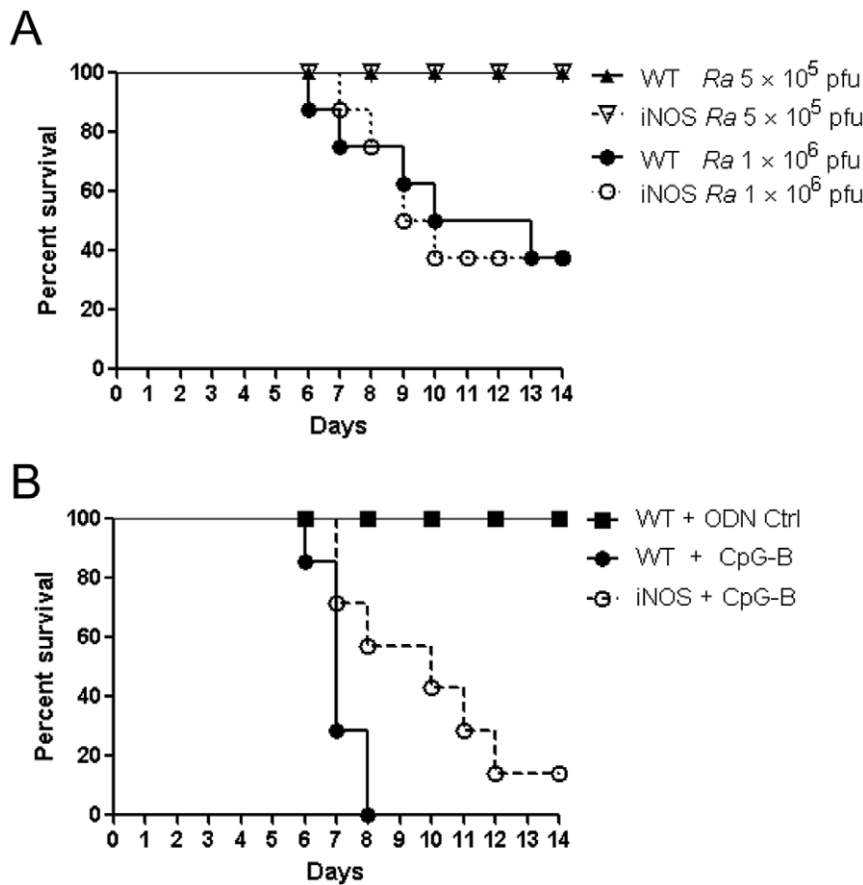 A
Percent survival
100
80
60
40
20
0
0 1 2 3 4 5 6 7 8 9 10 11 12 13 14
Days
WT Ra 5 × 10⁵ pfu
iNOS Ra 5 × 10⁵ pfu
WT Ra 1 × 10⁶ pfu
iNOS Ra 1 × 10⁶ pfu
B
Percent survival
100
80
60
40
20
0
0 1 2 3 4 5 6 7 8 9 10 11 12 13 14
Days
WT + ODN Ctrl
WT + CpG-B
iNOS + CpG-B